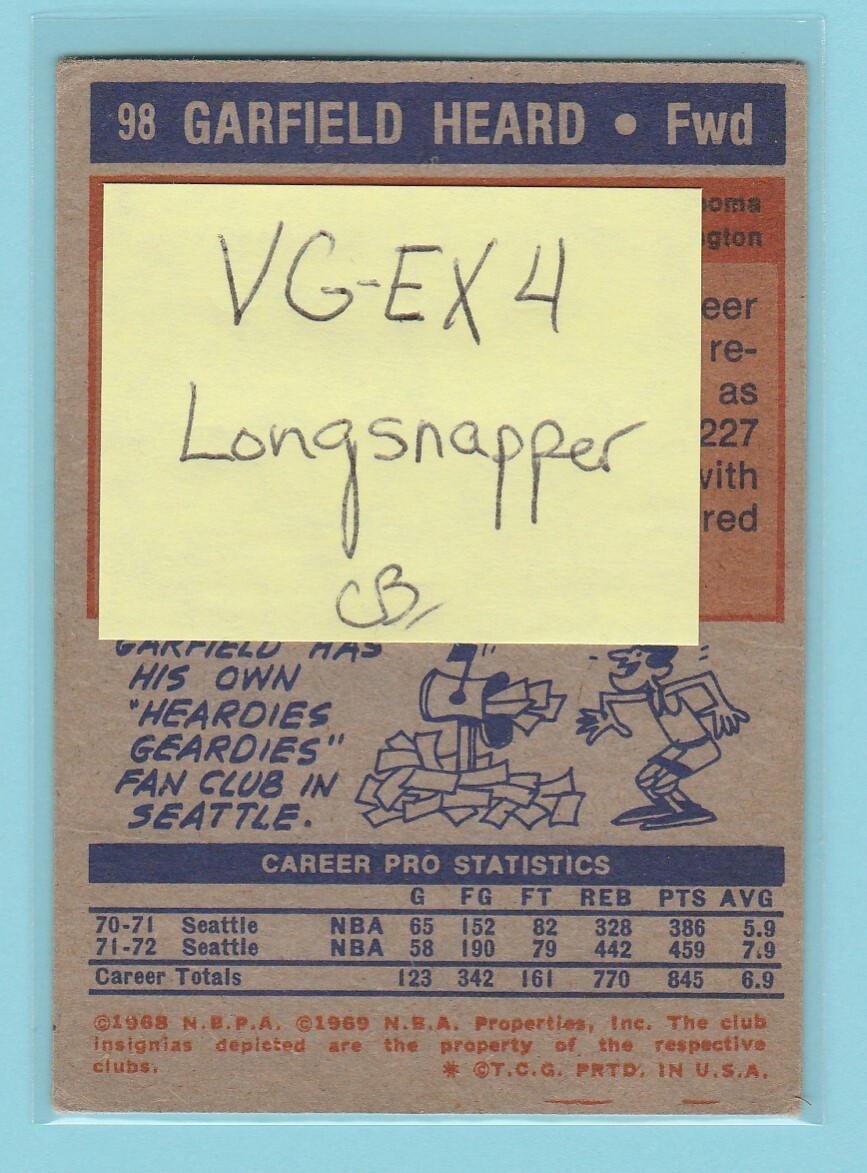 98 GARFIELD HEARD • Fwd
oma
gton
eer
re-
as
227
with
red
VG-EX 4
Longsnapper
CB
GARFIELD HAS
HIS OWN
"HEARDIES
GEARDIES"
FAN CLUB IN
SEATTLE.
CAREER PRO STATISTICS
G FG FT REB PTS AVG
70-71 Seattle NBA 65 152 82 328 386 5.9
71-72 Seattle NBA 58 190 79 442 459 7.9
Career Totals 123 342 161 770 845 6.9
©1968 N.B.P.A. ©1969 N.B.A. Properties, Inc. The club
insignias depicted are the property of the respective
clubs. * ©T.C.G. PRTD. IN U.S.A.